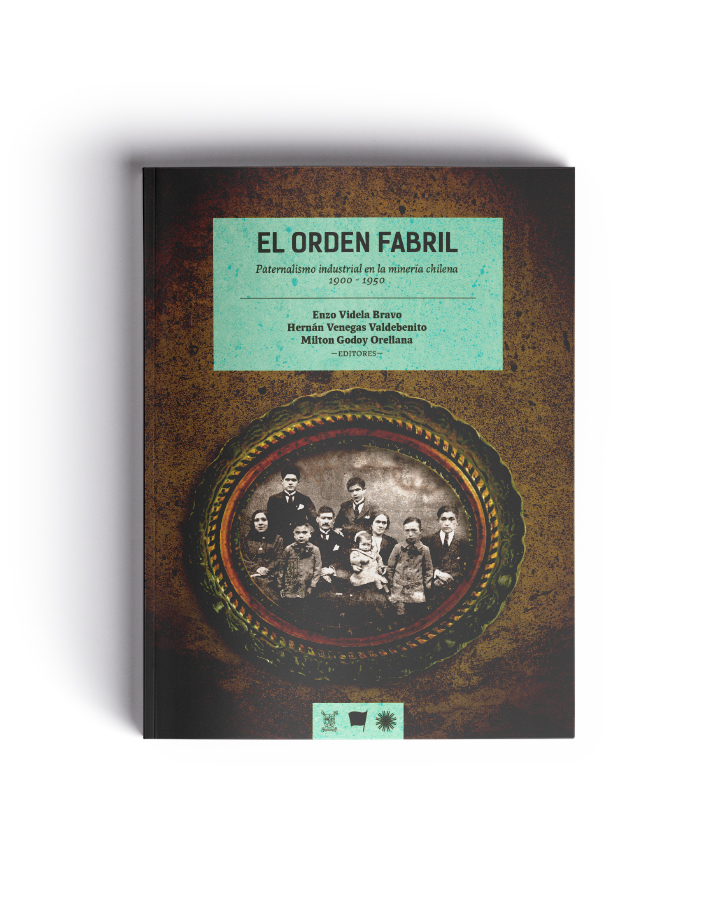 EL ORDEN FABRIL
Paternalismo industrial en la minería chilena
1900 - 1950
Enzo Videla Bravo
Hernán Venegas Valdebenito
Milton Godoy Orellana
—EDITORES—